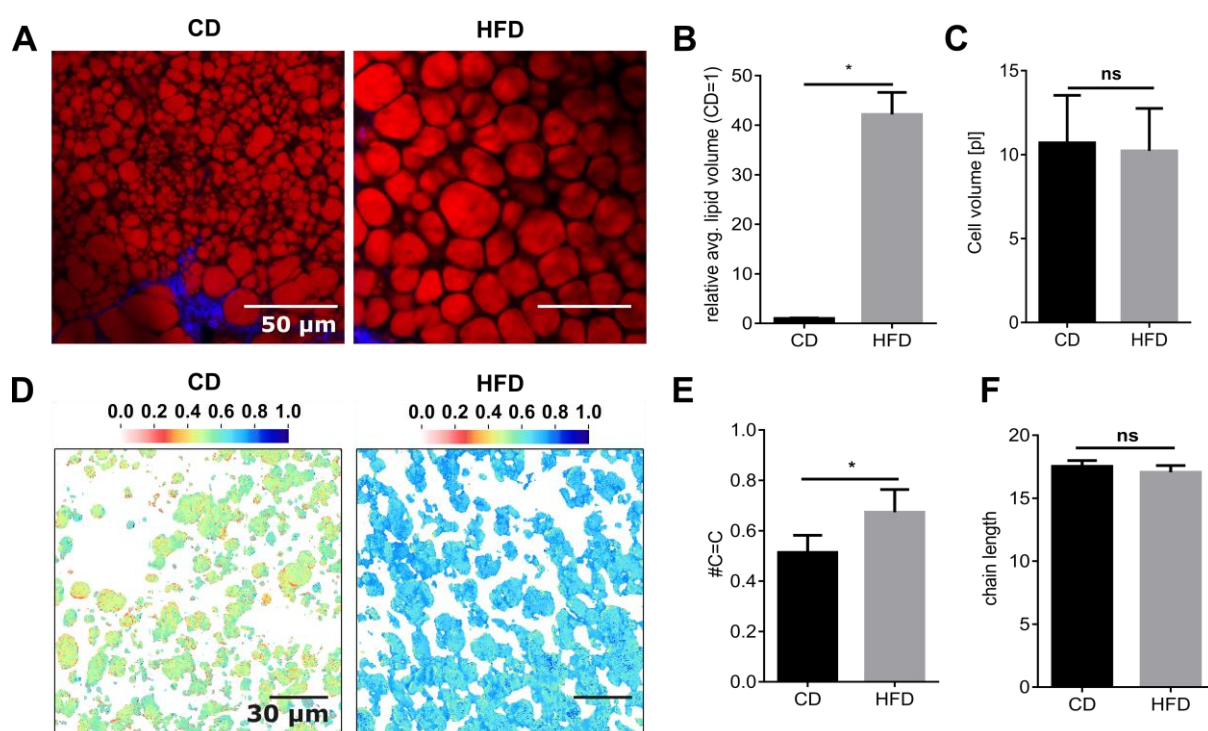 A
CD
HFD
50 µm
B
relative avg. lipid volume (CD=1)
50
40
30
20
10
0
*
CD
HFD
C
Cell volume [pl]
15
10
5
0
ns
CD
HFD
D
CD
HFD
0.0 0.2 0.4 0.6 0.8 1.0
0.0 0.2 0.4 0.6 0.8 1.0
30 µm
E
#C=C
1.0
0.8
0.6
0.4
0.2
0.0
*
CD
HFD
F
chain length
20
15
10
5
0
ns
CD
HFD